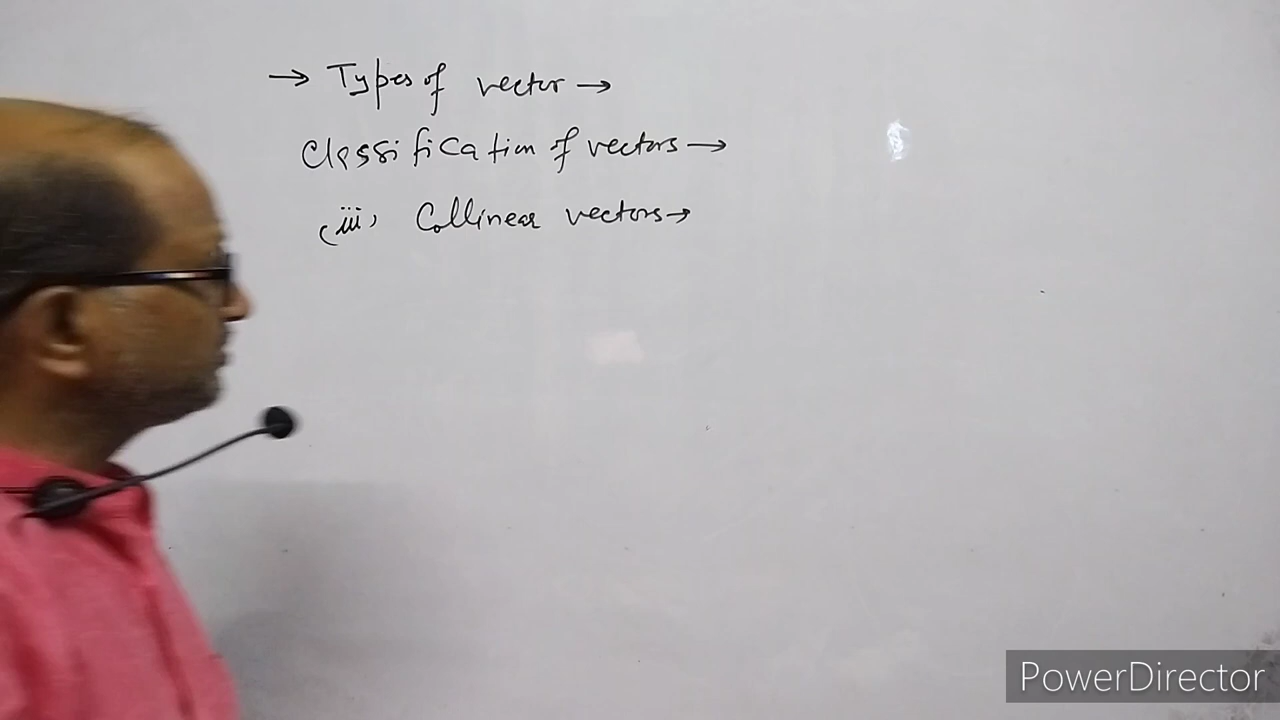 → Types of vector →
Classification of vectors →
(iii) Collinear vectors →
PowerDirector